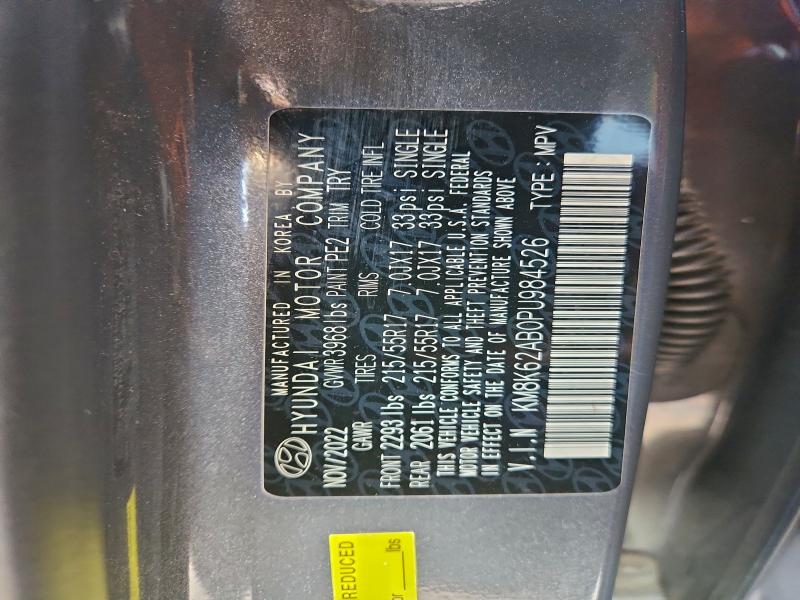 MANUFACTURED IN KOREA BY
HYUNDAI MOTOR COMPANY
NOV/2022 GVWR 3968 lbs PAINT PE2 TRIM TRY
GAWR TIRES RIMS COLD TIRE INFL
FRONT 2293 lbs 215/55R17 7.0JX17 33psi SINGLE
REAR 2061 lbs 215/55R17 7.0JX17 33psi SINGLE
THIS VEHICLE CONFORMS TO ALL APPLICABLE U.S.A. FEDERAL
MOTOR VEHICLE SAFETY AND THEFT PREVENTION STANDARDS
IN EFFECT ON THE DATE OF MANUFACTURE SHOWN ABOVE
V.I.N KM8K62AB0PU984526 TYPE : MPV
REDUCED
or ___lbs